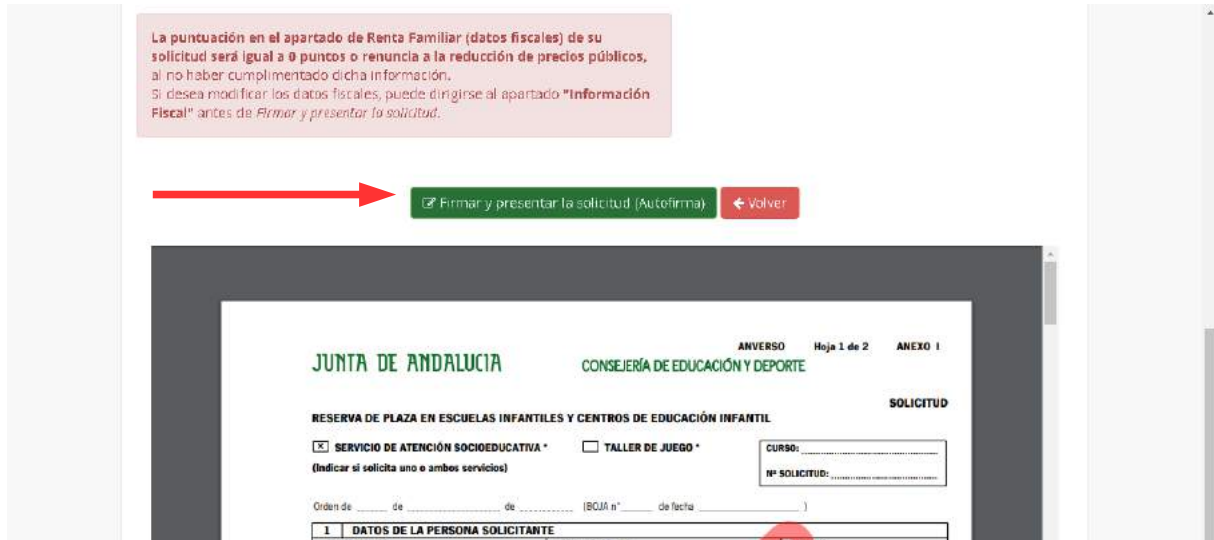 La puntuación en el apartado de Renta Familiar (datos fiscales) de su
solicitud será igual a 0 puntos o renuncia a la reducción de precios públicos,
al no haber cumplimentado dicha información.
Si desea modificar los datos fiscales, puede dirigirse al apartado "Información
Fiscal" antes de Firmar y presentar la solicitud.
Firmar y presentar la solicitud (Autofirma) Volver
ANVERSO Hoja 1 de 2 ANEXO I
JUNTA DE ANDALUCIA CONSEJERÍA DE EDUCACIÓN Y DEPORTE
SOLICITUD
RESERVA DE PLAZA EN ESCUELAS INFANTILES Y CENTROS DE EDUCACIÓN INFANTIL
X SERVICIO DE ATENCIÓN SOCIOEDUCATIVA * TALLER DE JUEGO * CURSO:
(Indicar si solicita uno o ambos servicios) Nº SOLICITUD:
Orden de ______ de ______ de ______ (BOJA nº ______ de fecha ______ )
1 DATOS DE LA PERSONA SOLICITANTE